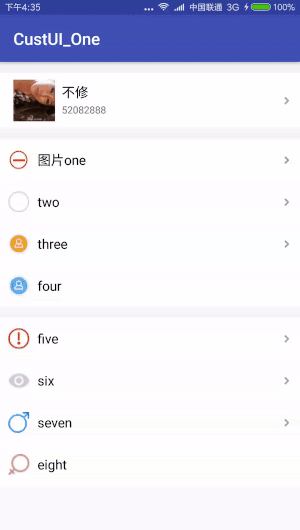 下午4:35 ... 中国联通 3G 100%
CustUI_One
不修
52082888
图片one
two
three
four
five
six
seven
eight